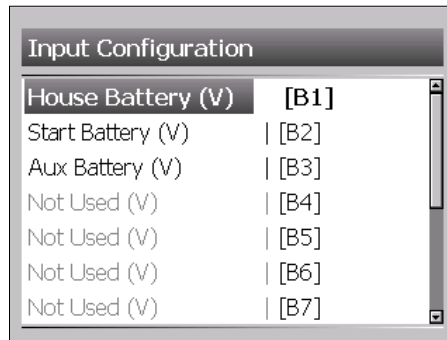 Input Configuration
House Battery (V) [B1]
Start Battery (V) | [B2]
Aux Battery (V) | [B3]
Not Used (V) | [B4]
Not Used (V) | [B5]
Not Used (V) | [B6]
Not Used (V) | [B7]